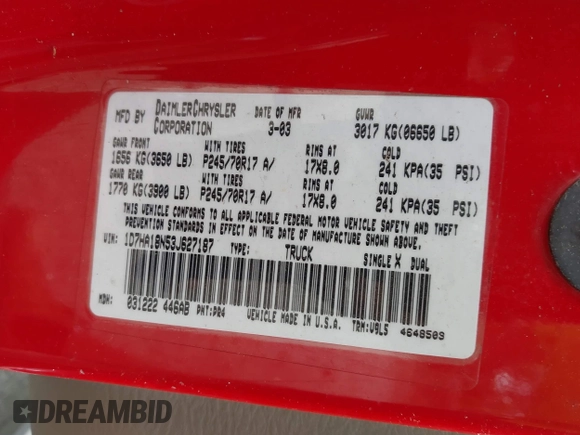 MFD BY DAIMLERCHRYSLER CORPORATION DATE OF MFR 3-03 GVWR 3017 KG(06650 LB)
GAWR FRONT WITH TIRES RIMS AT COLD
1656 KG(3650 LB) P245/70R17 A/ 17X8.0 241 KPA(35 PSI)
GAWR REAR WITH TIRES RIMS AT COLD
1770 KG(3900 LB) P245/70R17 A/ 17X8.0 241 KPA(35 PSI)
THIS VEHICLE CONFORMS TO ALL APPLICABLE FEDERAL MOTOR VEHICLE SAFETY AND THEFT
PREVENTION STANDARDS IN EFFECT ON THE DATE OF MANUFACTURE SHOWN ABOVE.
VIN: 1D7HA18N53J627187 TYPE: TRUCK SINGLE X DUAL
MDH: 031222 446AB PNT:PR4 VEHICLE MADE IN U.S.A. TRM:V9L5 4648509
DREAMBID